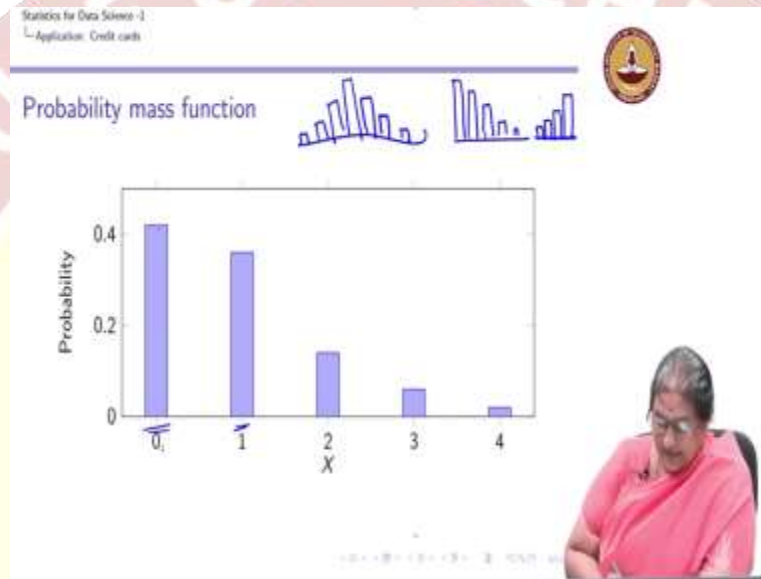 Statistics for Data Science -1
Application: Credit cards
Probability mass function
Probability
0.4
0.2
0
0 1 2 3 4
X